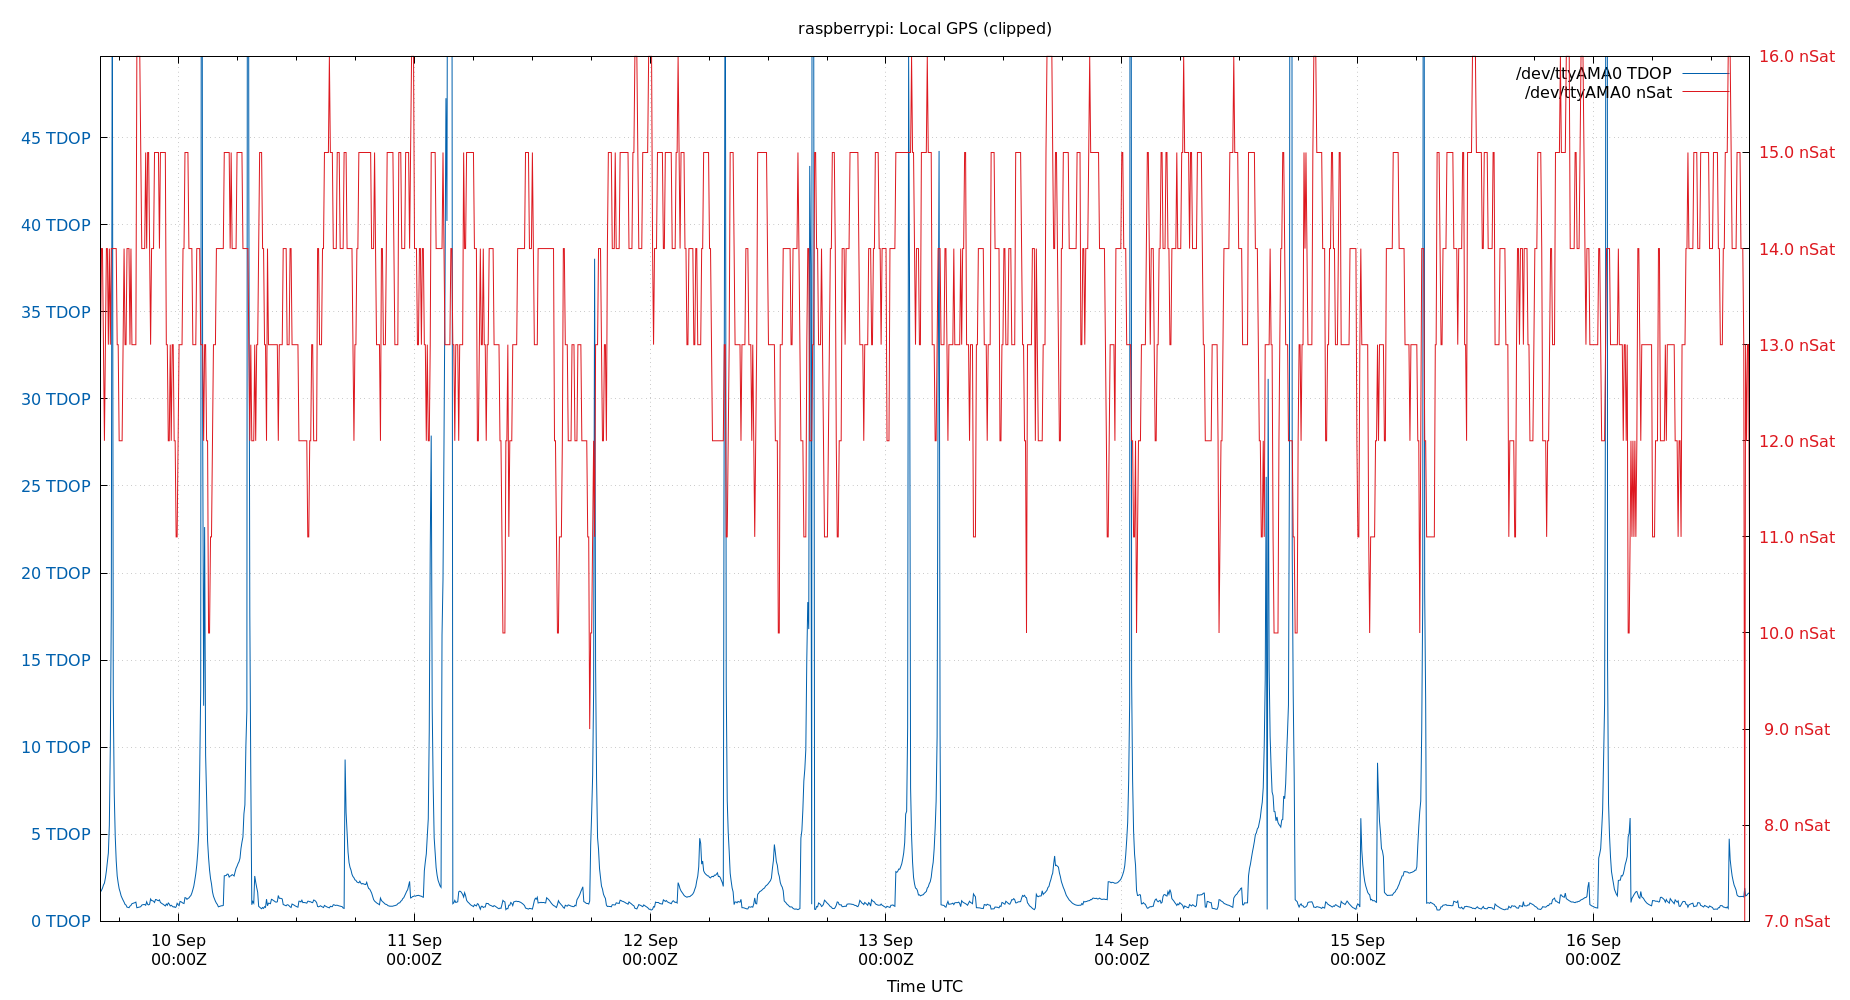 raspberrypi: Local GPS (clipped)
/dev/ttyAMA0 TDOP
/dev/ttyAMA0 nSat
45 TDOP
40 TDOP
35 TDOP
30 TDOP
25 TDOP
20 TDOP
15 TDOP
10 TDOP
5 TDOP
0 TDOP
16.0 nSat
15.0 nSat
14.0 nSat
13.0 nSat
12.0 nSat
11.0 nSat
10.0 nSat
9.0 nSat
8.0 nSat
7.0 nSat
10 Sep
00:00Z
11 Sep
00:00Z
12 Sep
00:00Z
13 Sep
00:00Z
14 Sep
00:00Z
15 Sep
00:00Z
16 Sep
00:00Z
Time UTC